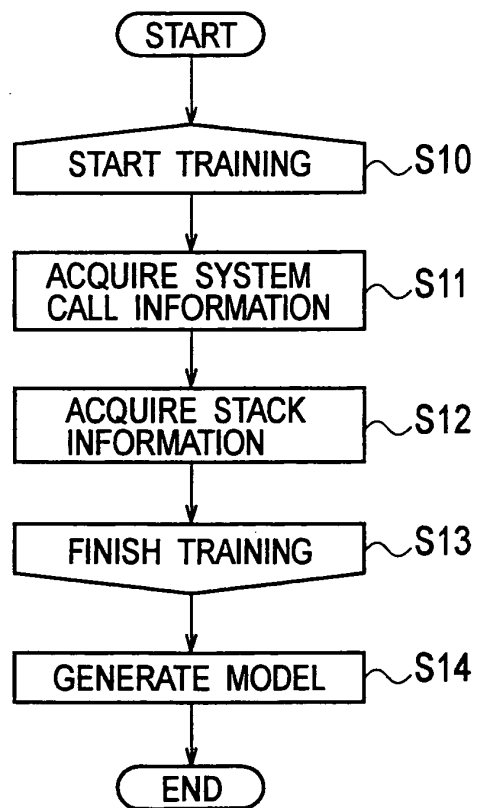 START
START TRAINING
S10
ACQUIRE SYSTEM
CALL INFORMATION
S11
ACQUIRE STACK
INFORMATION
S12
FINISH TRAINING
S13
GENERATE MODEL
S14
END